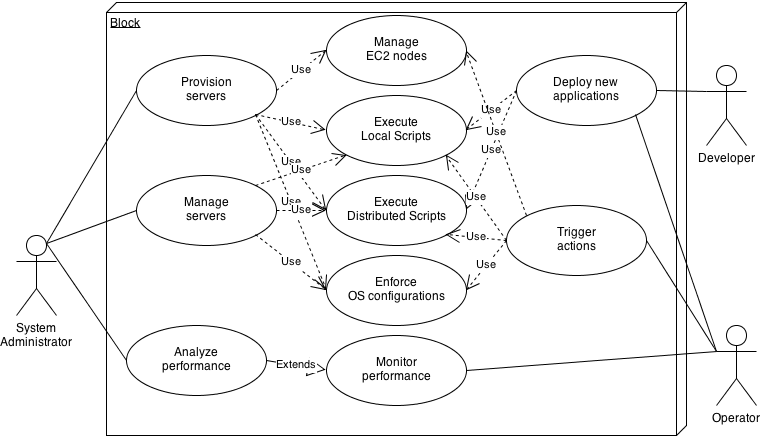 Block
Manage
EC2 nodes
Provision
servers
Use
Deploy new
applications
Use
Use
Execute
Local Scripts
Use
Developer
Use
Use
Use
Manage
servers
Use
Use
Execute
Distributed Scripts
Use
Trigger
actions
Use
Use
Use
Enforce
OS configurations
System
Administrator
Analyze
performance
Extends
Monitor
performance
Operator